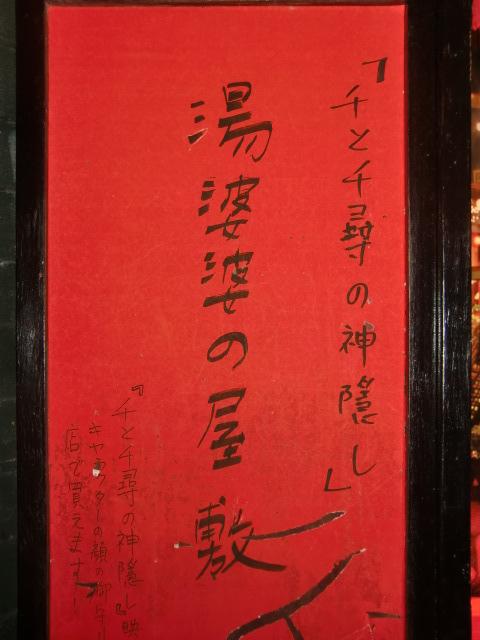 『千と千尋の神隠し』
湯婆婆の屋敷
『千と千尋の神隠し』映
キャラクターの顔の御守り
店で買えます！